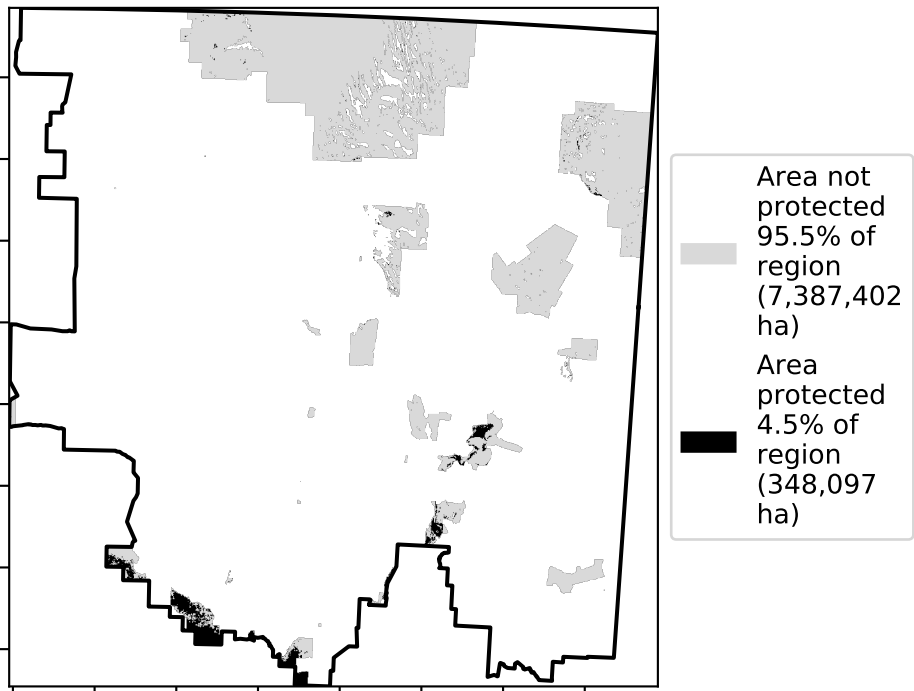 Area not
protected
95.5% of
region
(7,387,402
ha)
Area
protected
4.5% of
region
(348,097
ha)